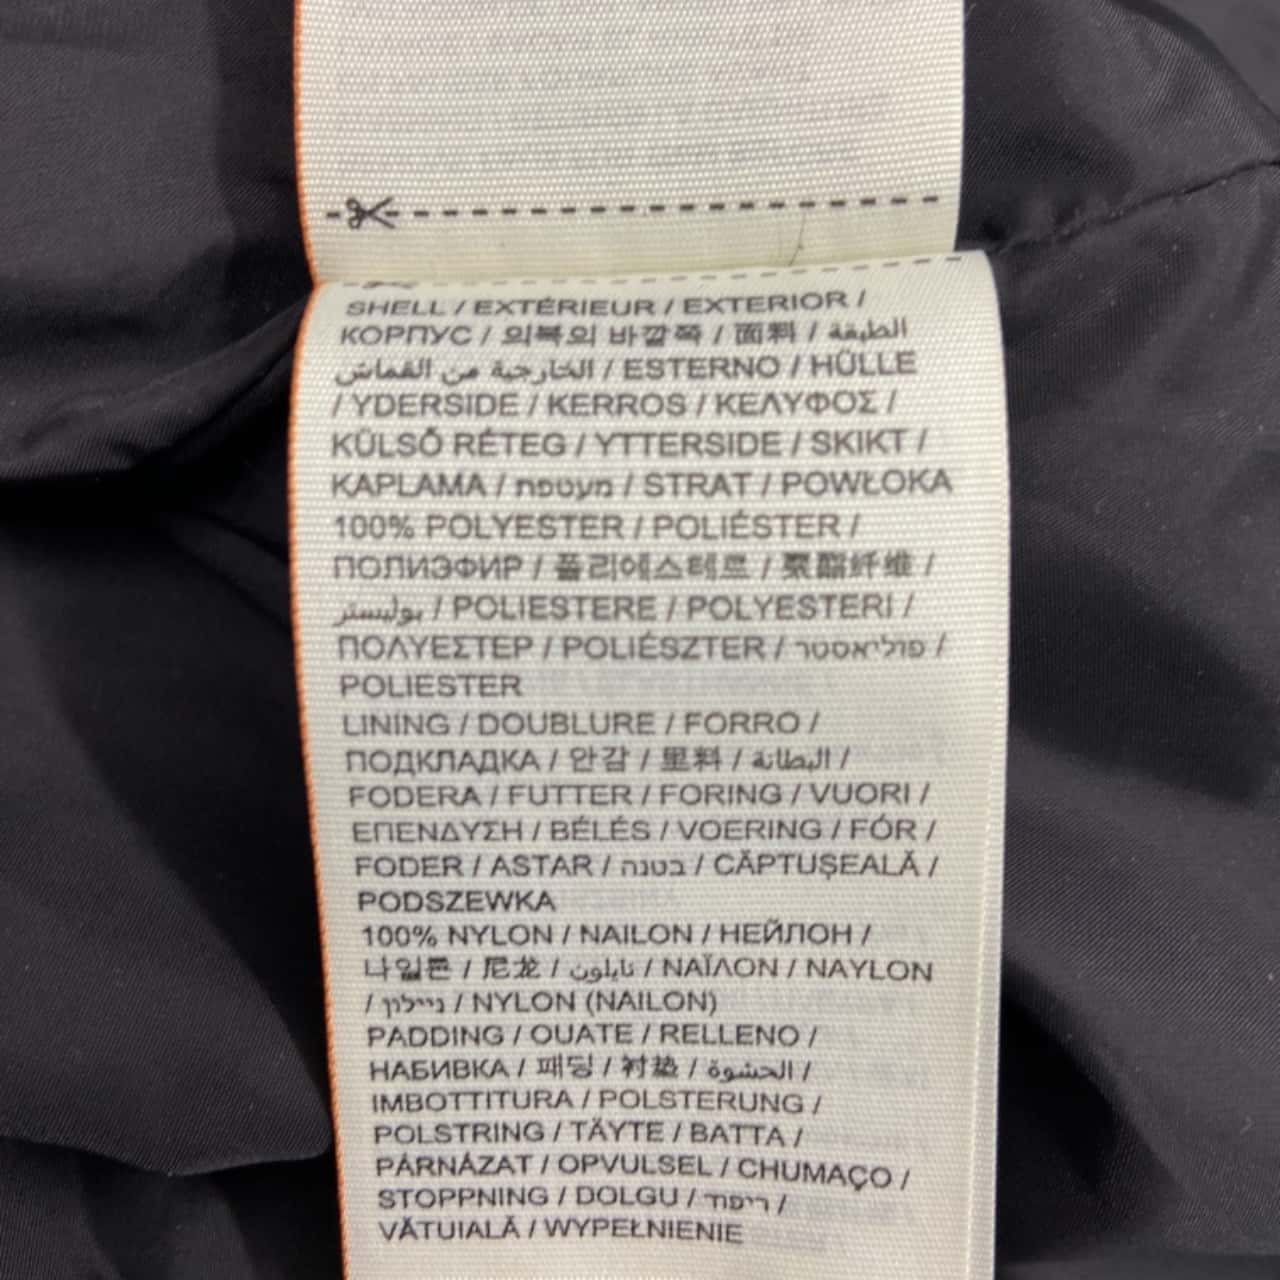 SHELL / EXTÉRIEUR / EXTERIOR /
КОРПУС / 의복의 바깥쪽 / 面料 / الطبقة
الخارجية من القماش / ESTERNO / HÜLLE
/ YDERSIDE / KERROS / ΚΕΛΥΦΟΣ /
KÜLSŐ RÉTEG / YTTERSIDE / SKIKT /
KAPLAMA / מעטפת / STRAT / POWŁOKA
100% POLYESTER / POLIÉSTER /
ПОЛИЭФИР / 폴리에스테르 / 聚酯纤维 /
بوليستر / POLIESTERE / POLYESTERI /
ΠΟΛΥΕΣΤΕΡ / POLIÉSZTER / פוליאסטר /
POLIESTER
LINING / DOUBLURE / FORRO /
ПОДКЛАДКА / 안감 / 里料 / البطانة /
FODERA / FUTTER / FORING / VUORI /
ΕΠΕΝΔΥΣΗ / BÉLÉS / VOERING / FÓR /
FODER / ASTAR / בטנה / CĂPTUŞEALĂ /
PODSZEWKA
100% NYLON / NAILON / НЕЙЛОН /
나일론 / 尼龙 / نايلون / ΝΑΪΛΟΝ / NAYLON
/ ניילון / NYLON (NAILON)
PADDING / OUATE / RELLENO /
НАБИВКА / 패딩 / 衬垫 / الحشوة /
IMBOTTITURA / POLSTERUNG /
POLSTRING / TÄYTE / ΒΑΤΤΑ /
PÁRNÁZAT / OPVULSEL / CHUMAÇO /
STOPPNING / DOLGU / ריפוד /
VĂTUIALĂ / WYPEŁNIENIE